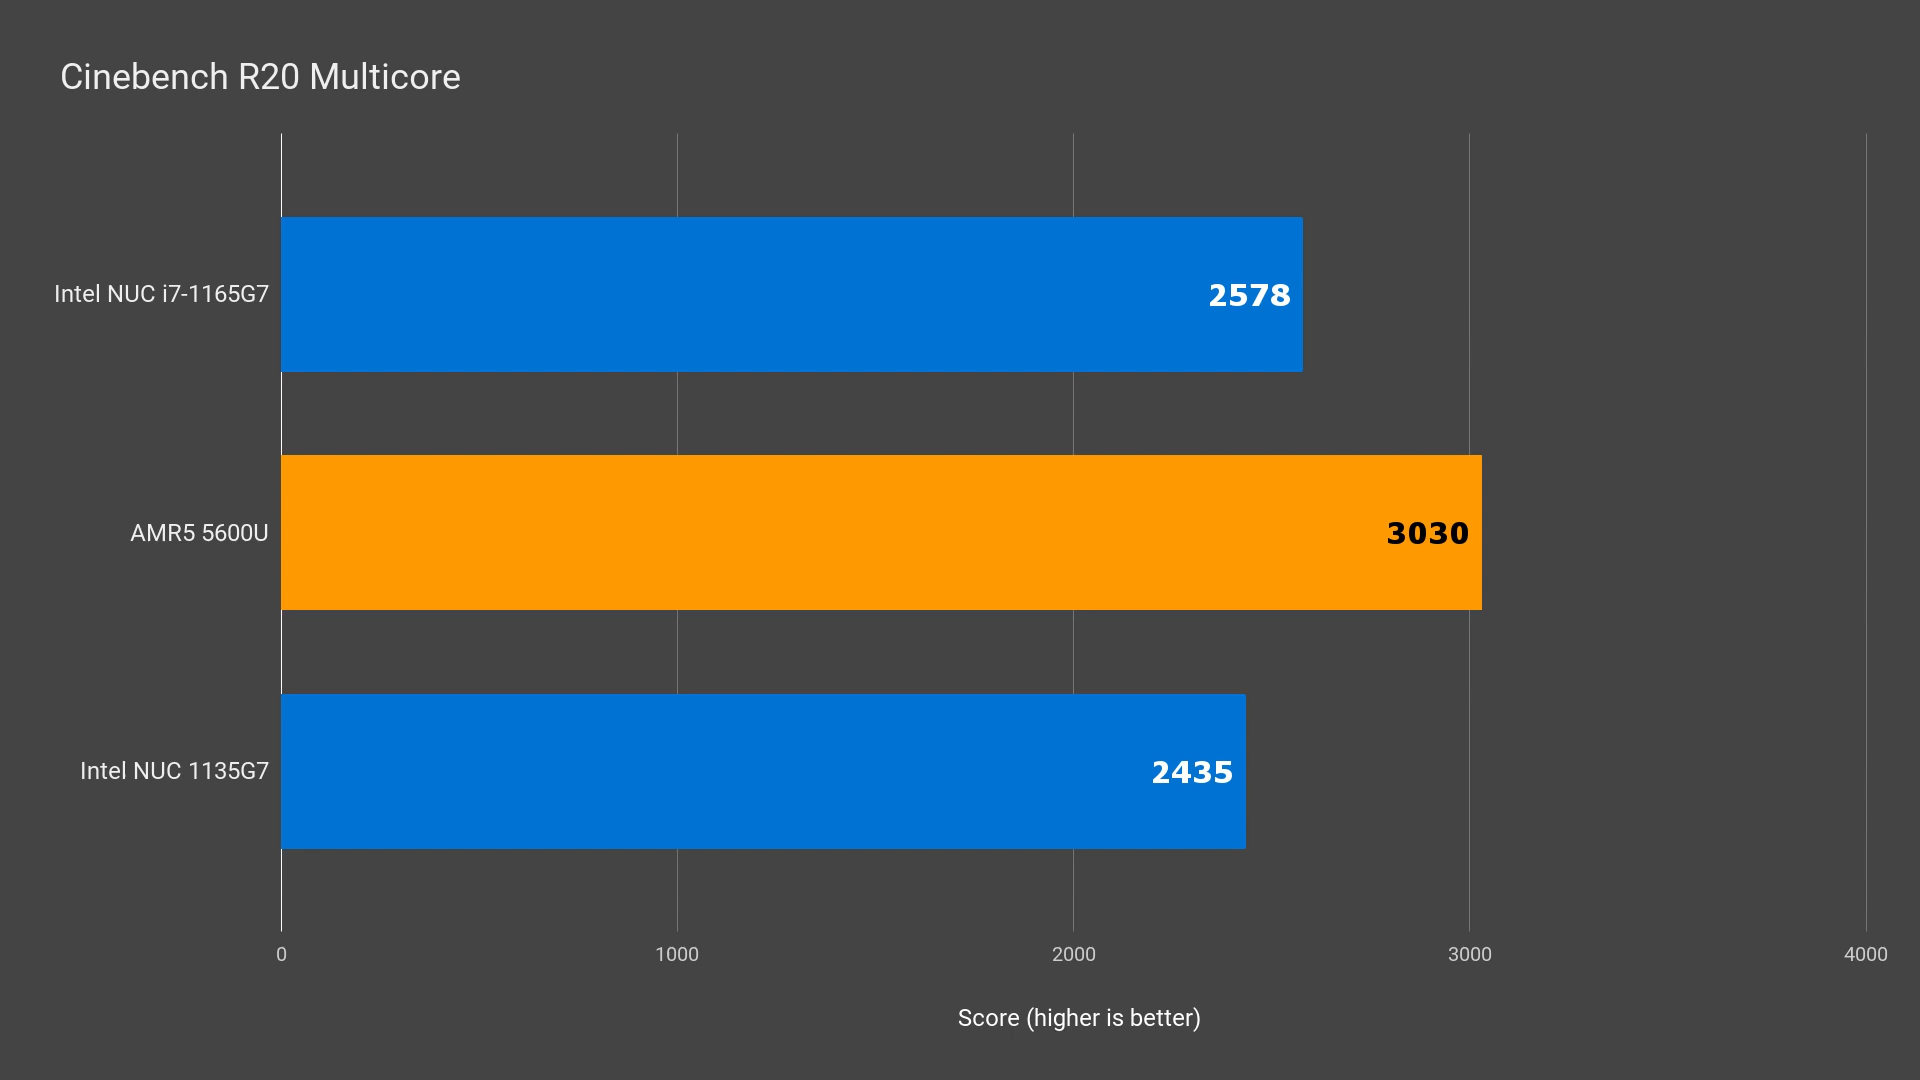 Cinebench R20 Multicore
Intel NUC i7-1165G7
2578
AMR5 5600U
3030
Intel NUC 1135G7
2435
0 1000 2000 3000 4000
Score (higher is better)